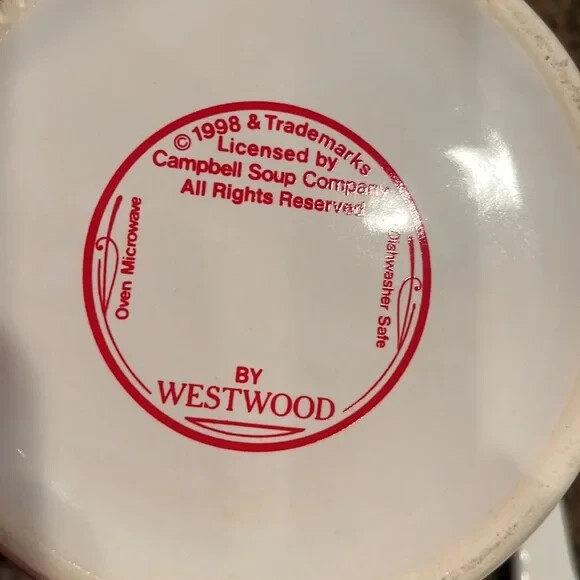 © 1998 & Trademarks
Licensed by
Campbell Soup Company
All Rights Reserved
Oven Microwave
Dishwasher Safe
BY
WESTWOOD